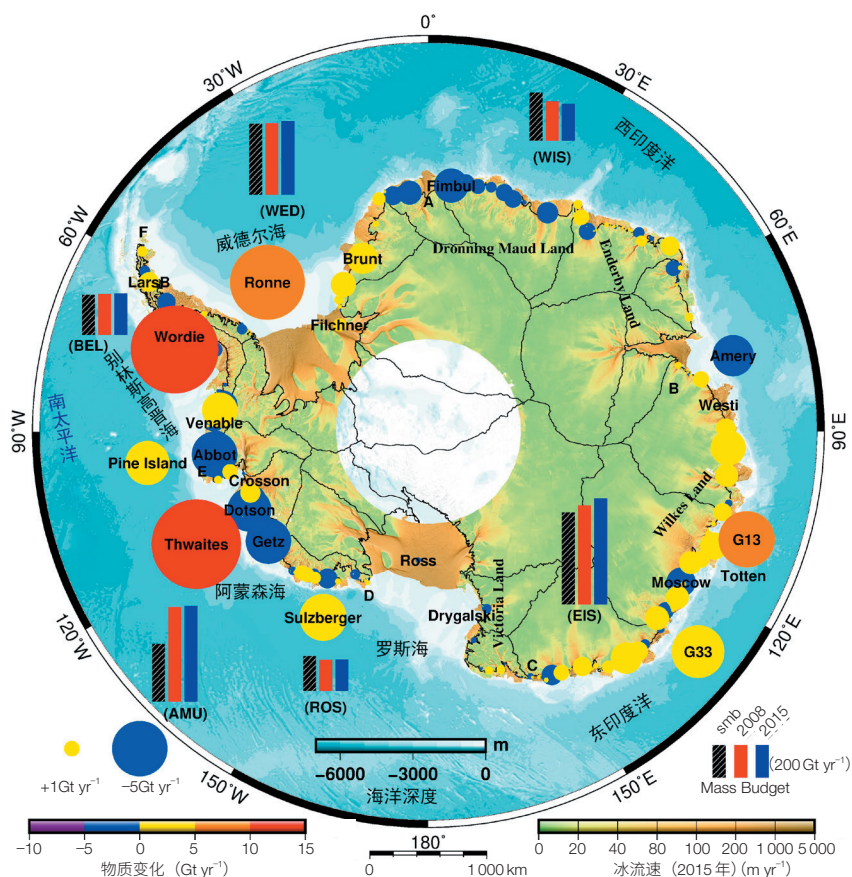 0°
30°W
30°E
(WIS)
西印度洋
(WED)
60°W
60°E
F
威德尔海
A
Fimbul
Brunt
Dronning Maud Land
Enderby Land
LarsB
Ronne
Filchner
(BEL)
Wordie
Amery
别林斯高晋海
B
南太平洋
Westi
Venable
90°W
90°E
Abbot
Pine Island
E
Crosson
Wilkes Land
Dotson
Thwaites
Getz
Ross
G13
Moscow
Totten
阿蒙森海
D
Victoria Land
(EIS)
Sulzberger
Drygalski
120°W
罗斯海
120°E
G33
C
(AMU)
(ROS)
东印度洋
smb
2008
2015
m
−6000
−3000
0
(200 Gt yr⁻¹)
+1Gt yr⁻¹
−5Gt yr⁻¹
150°W
海洋深度
150°E
Mass Budget
−10
−5
0
5
10
15
物质变化 (Gt yr⁻¹)
180°
0
1 000 km
0
20
40
80
100
200
1 000
5 000
冰流速 (2015 年) (m yr⁻¹)